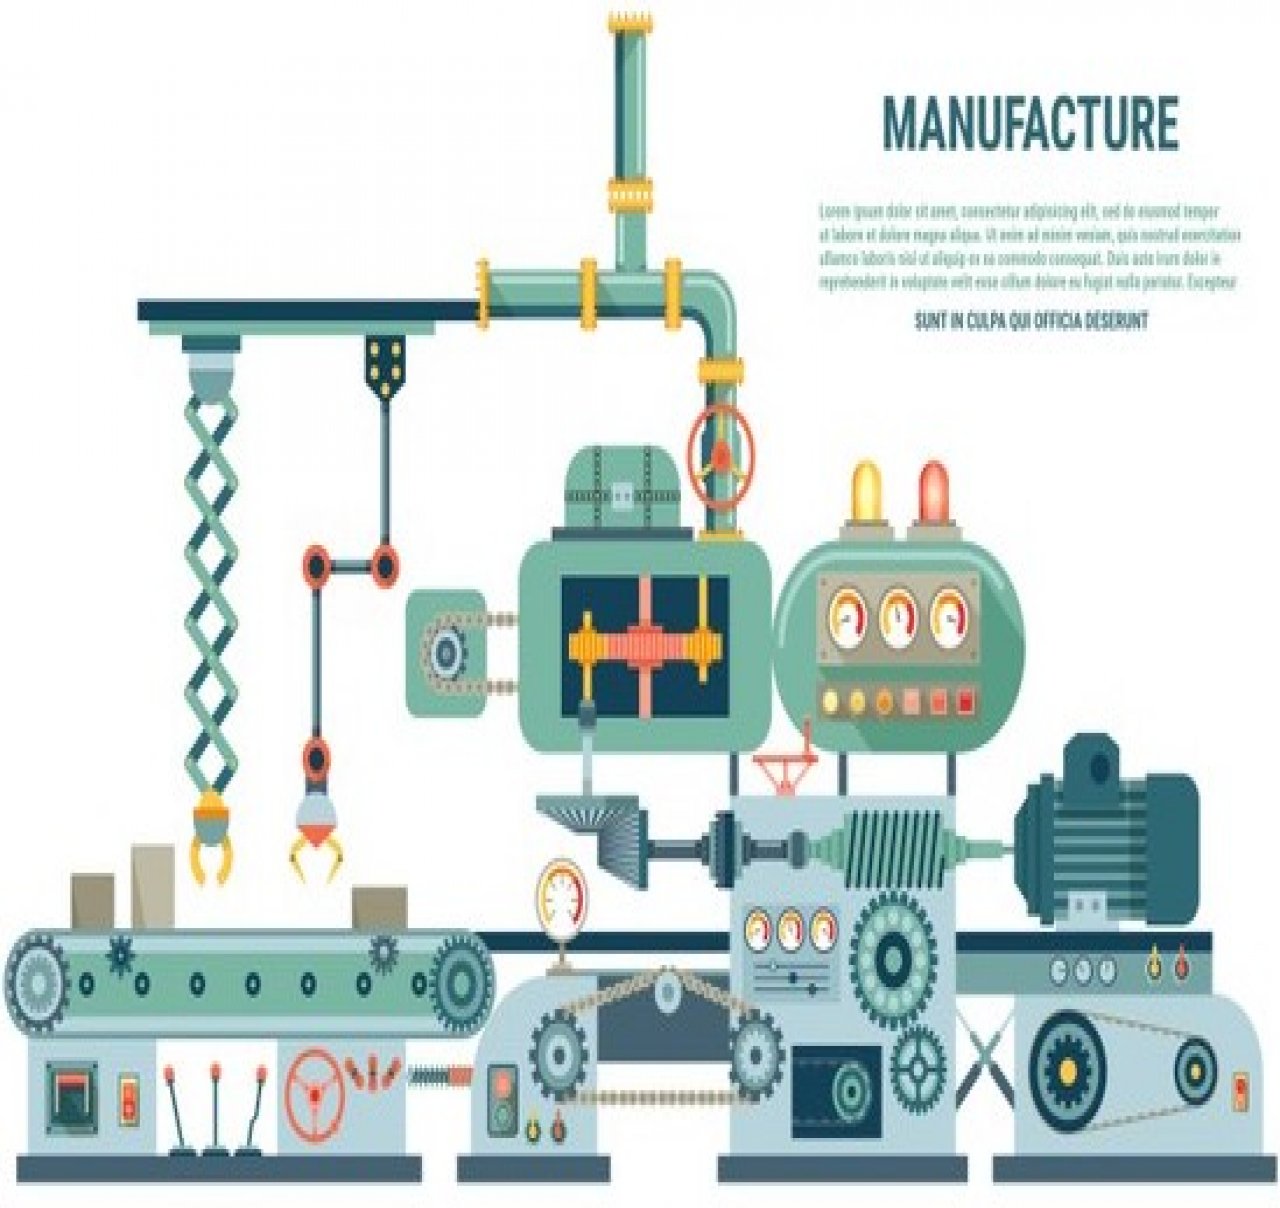 MANUFACTURE
Lorem ipsum dolor sit amet, consectetur adipisicing elit, sed do eiusmod tempor
ut labore et dolore magna aliqua. Ut enim ad minim veniam, quis nostrud exercitation
ullamco laboris nisi ut aliquip ex ea commodo consequat. Duis aute irure dolor in
reprehenderit in voluptate velit esse cillum dolore eu fugiat nulla pariatur. Excepteur
SUNT IN CULPA QUI OFFICIA DESERUNT